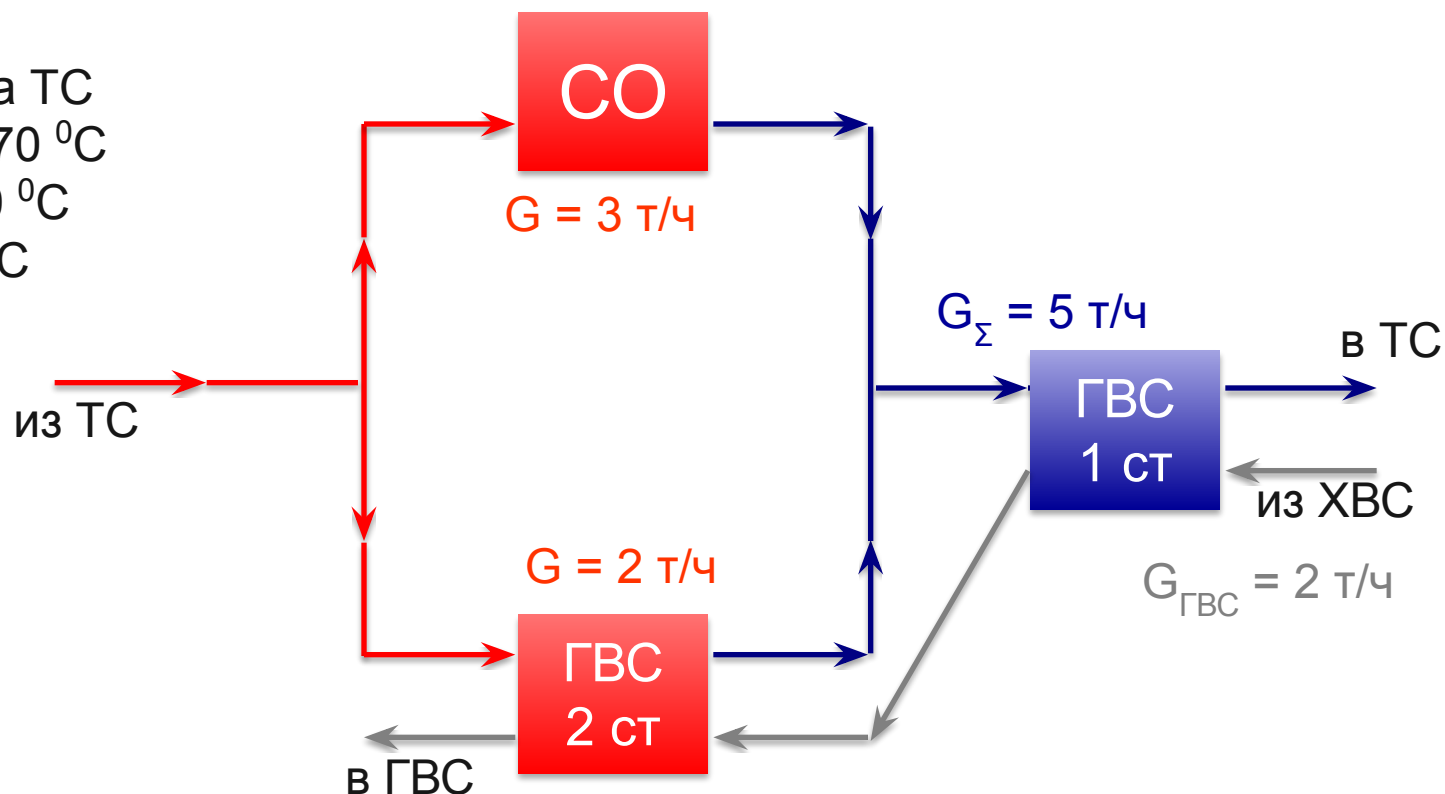 а ТС
70 ⁰С
0 ⁰С
С
СО
G = 3 т/ч
G_Σ = 5 т/ч
в ТС
ГВС
1 ст
из ТС
из ХВС
G = 2 т/ч
G_ГВС = 2 т/ч
ГВС
2 ст
в ГВС